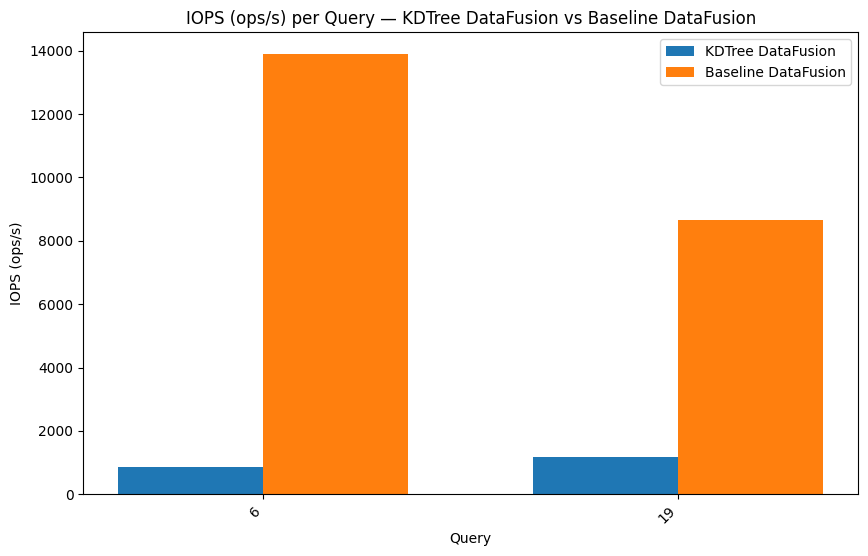 IOPS (ops/s) per Query — KDTree DataFusion vs Baseline DataFusion
KDTree DataFusion
Baseline DataFusion
IOPS (ops/s)
14000
12000
10000
8000
6000
4000
2000
0
6
19
Query